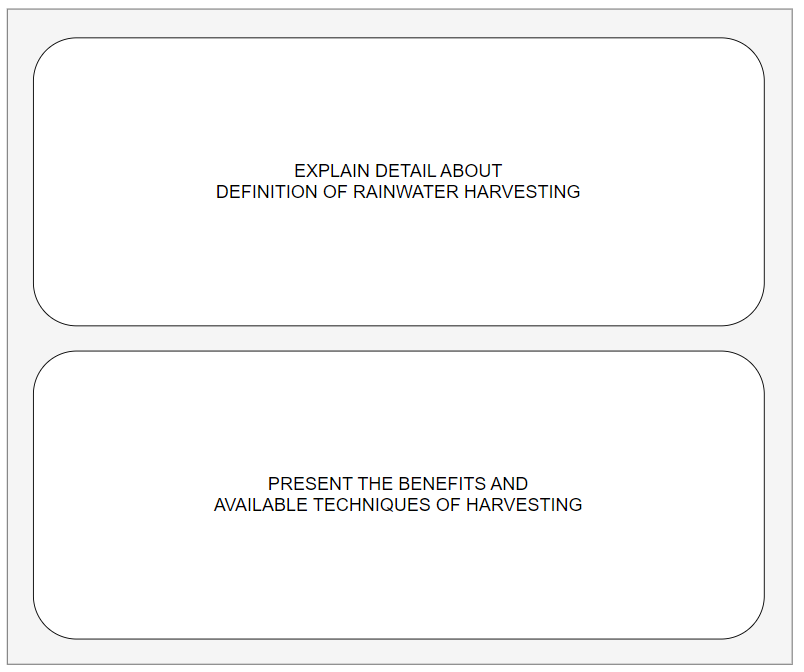 EXPLAIN DETAIL ABOUT
DEFINITION OF RAINWATER HARVESTING
PRESENT THE BENEFITS AND
AVAILABLE TECHNIQUES OF HARVESTING